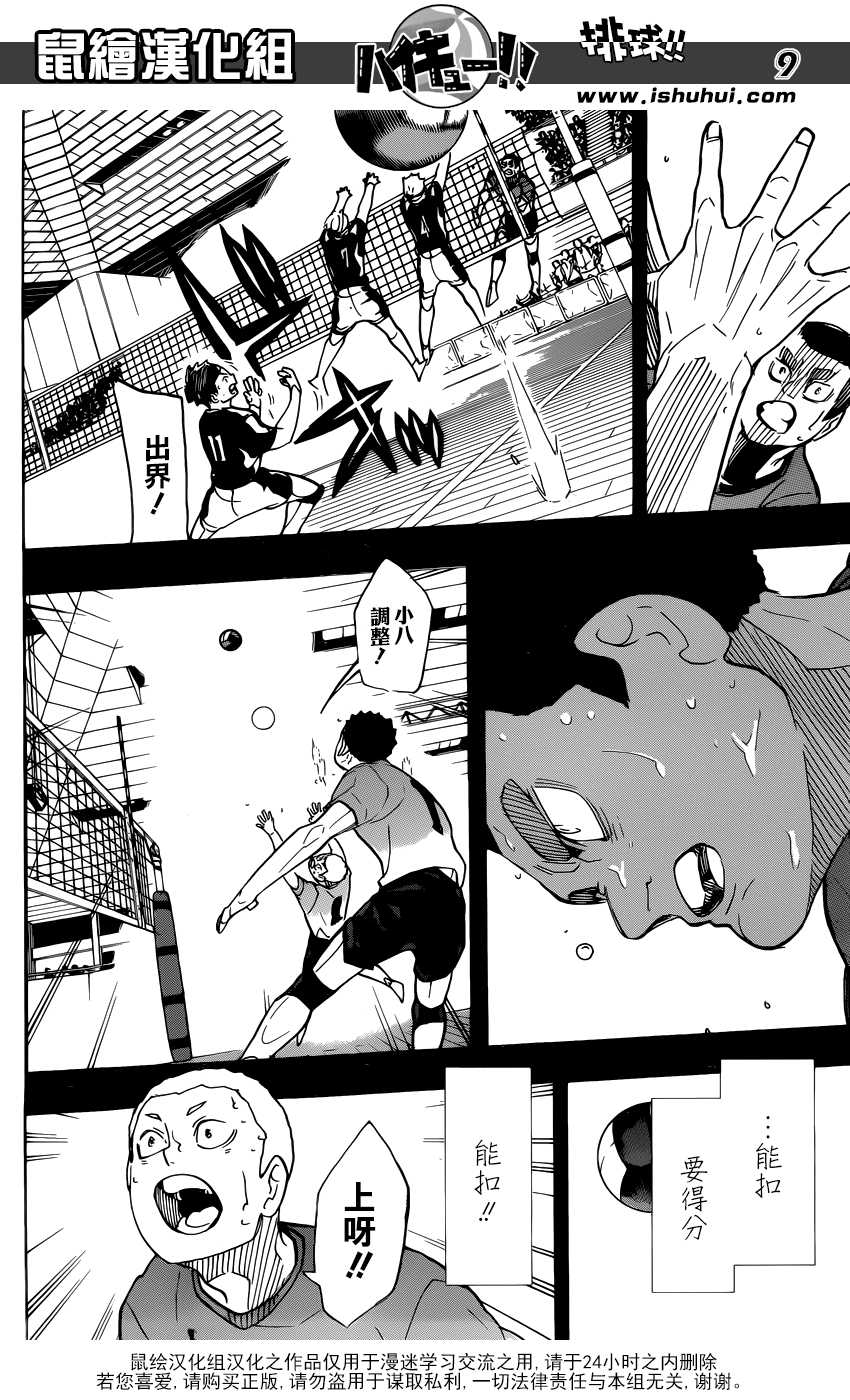 鼠繪漢化組
ハイキュー!!
排球!!
9
www.ishuhui.com
7
4
11
出界！
小八
調整！
…能扣
要得分
能扣!!
上呀!!
鼠绘汉化组汉化之作品仅用于漫迷学习交流之用,请于24小时之内删除
若您喜爱,请购买正版,请勿盗用于谋取私利,一切法律责任与本组无关,谢谢。